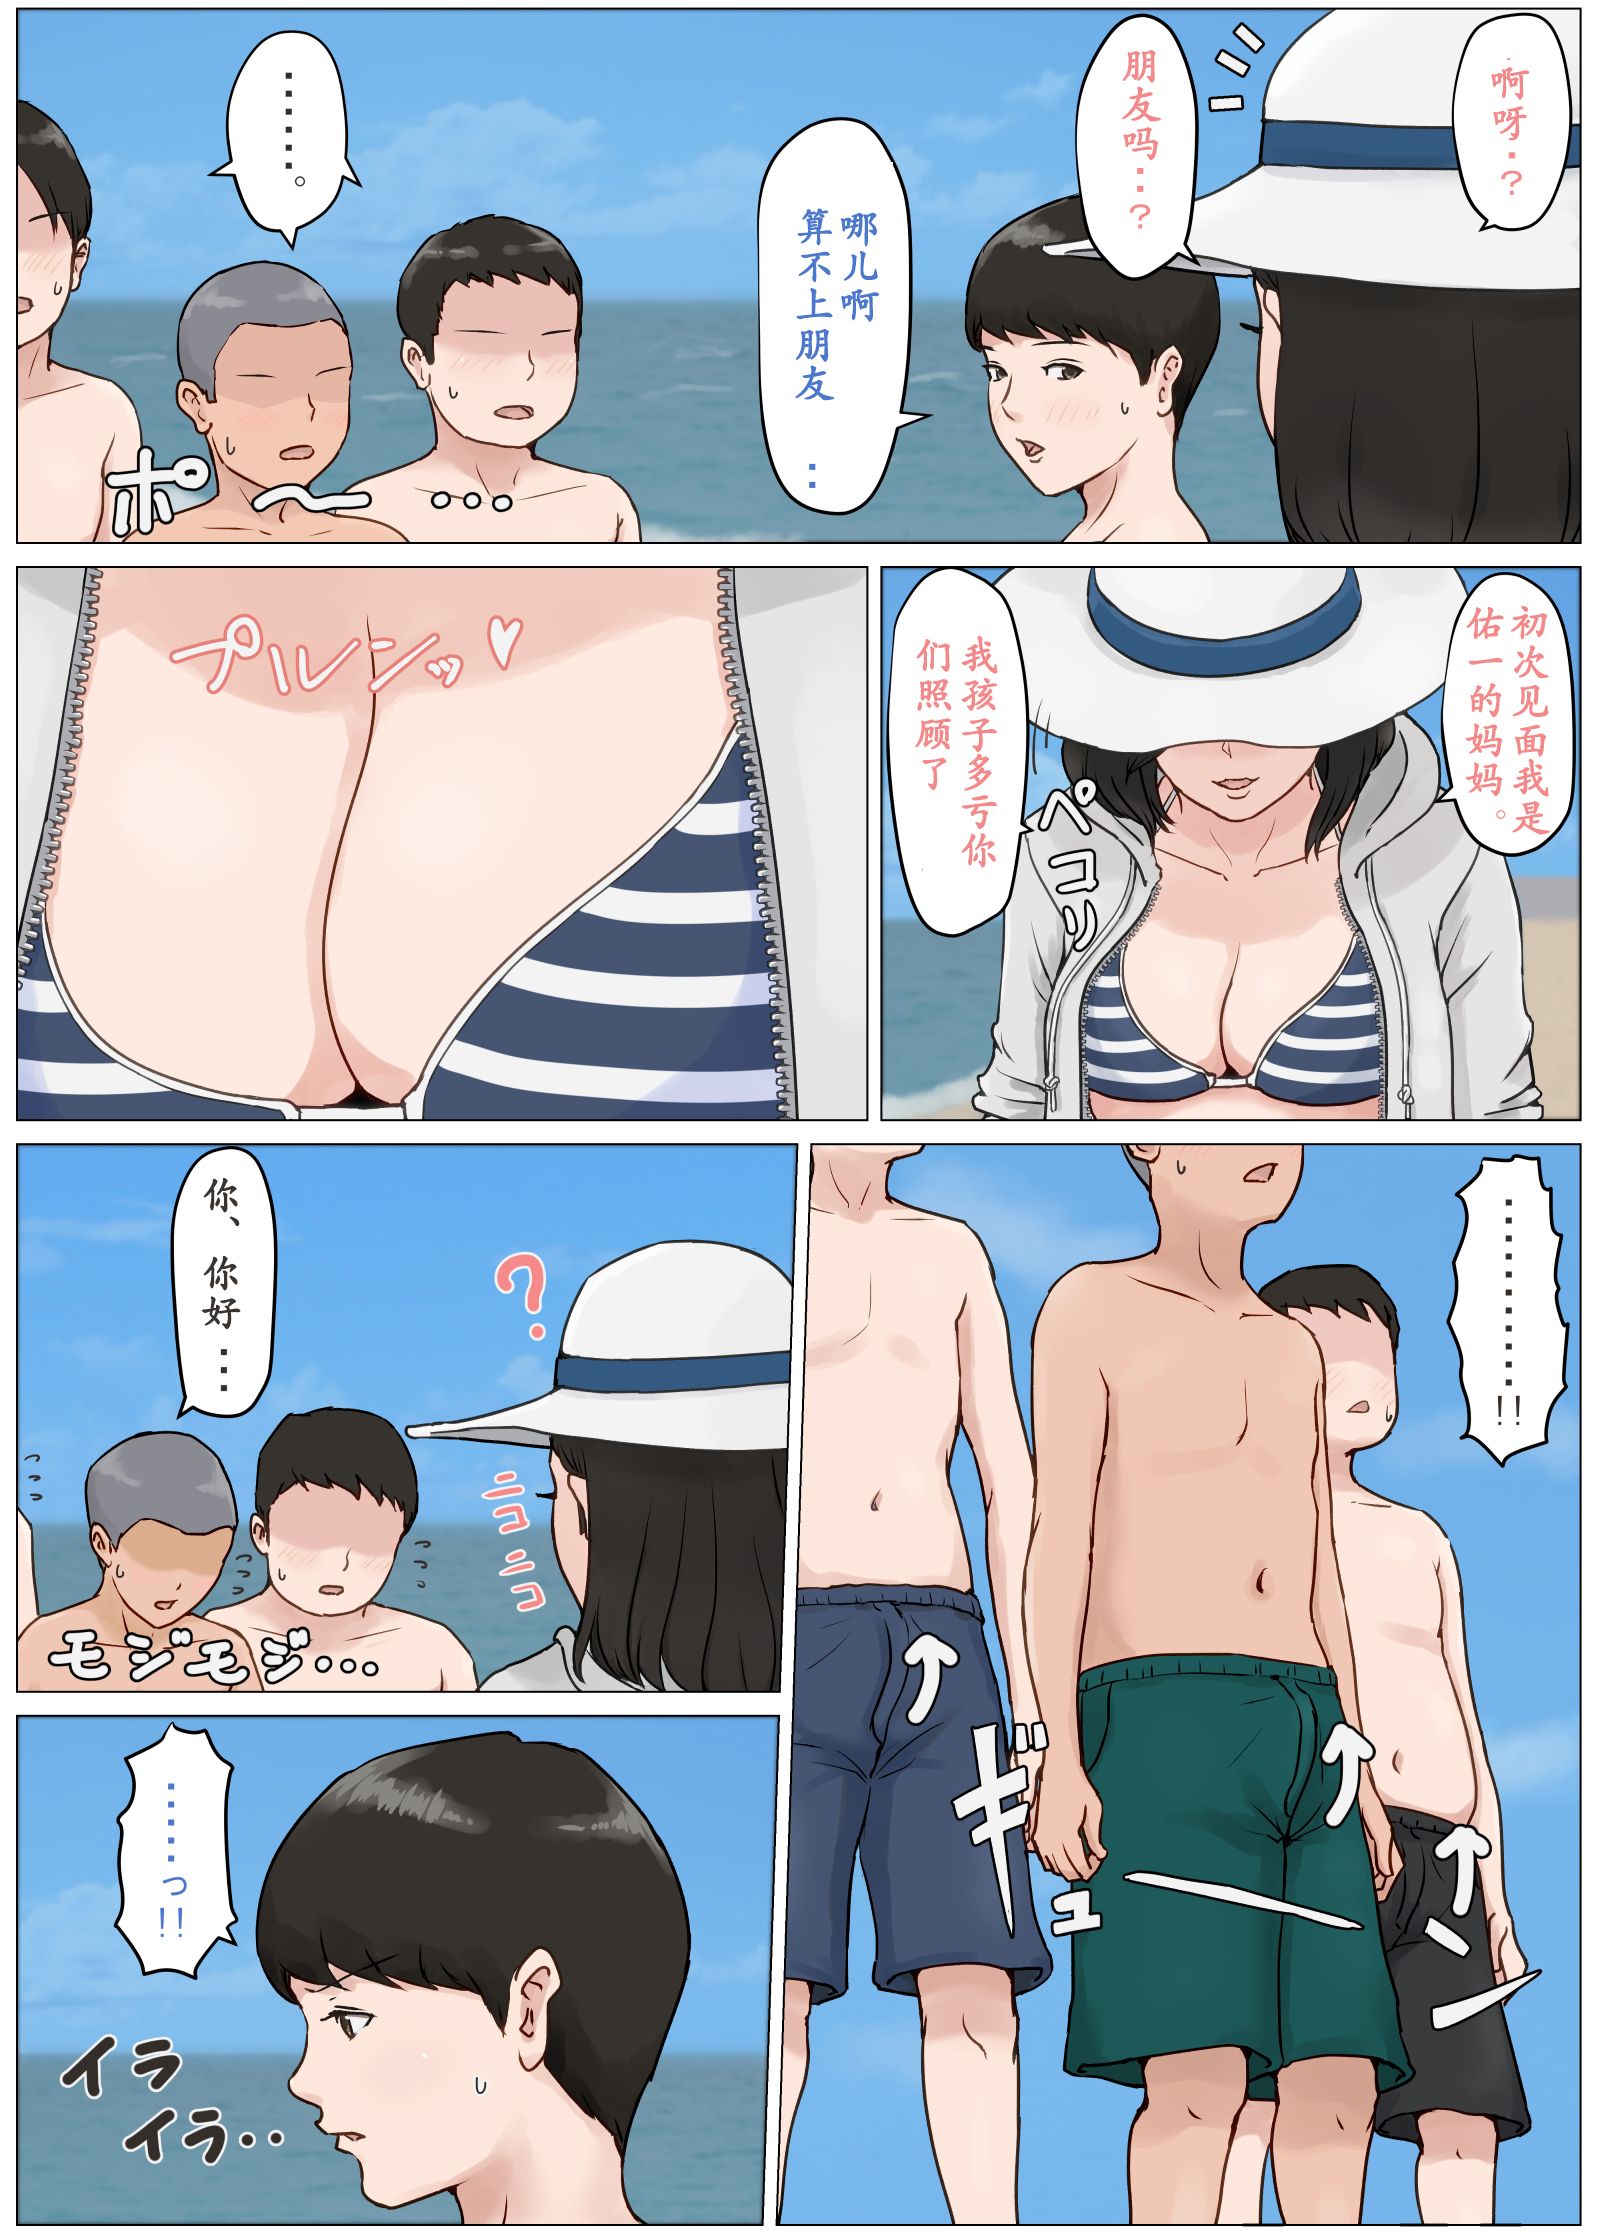 啊呀‥?
朋友吗…?
哪儿啊
算不上朋友‥
……。
ポ〜…
初次见面我是
佑一的妈妈。
我孩子多亏你
们照顾了
ペコリ
プルンッ♡
…………!!
ギュ
ン
?
你、你好…
ニコニコ
モジモジ…
……っ!!
イラ
イラ‥